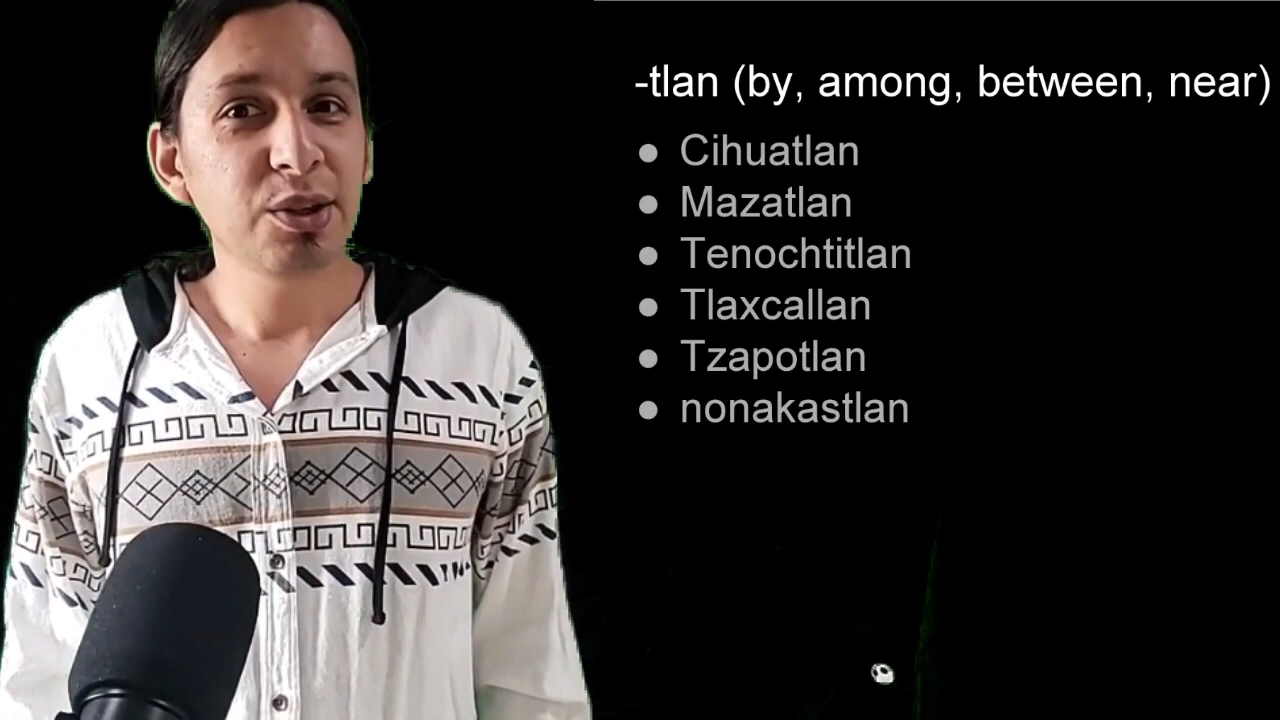 -tlan (by, among, between, near)
● Cihuatlan
● Mazatlan
● Tenochtitlan
● Tlaxcallan
● Tzapotlan
● nonakastlan